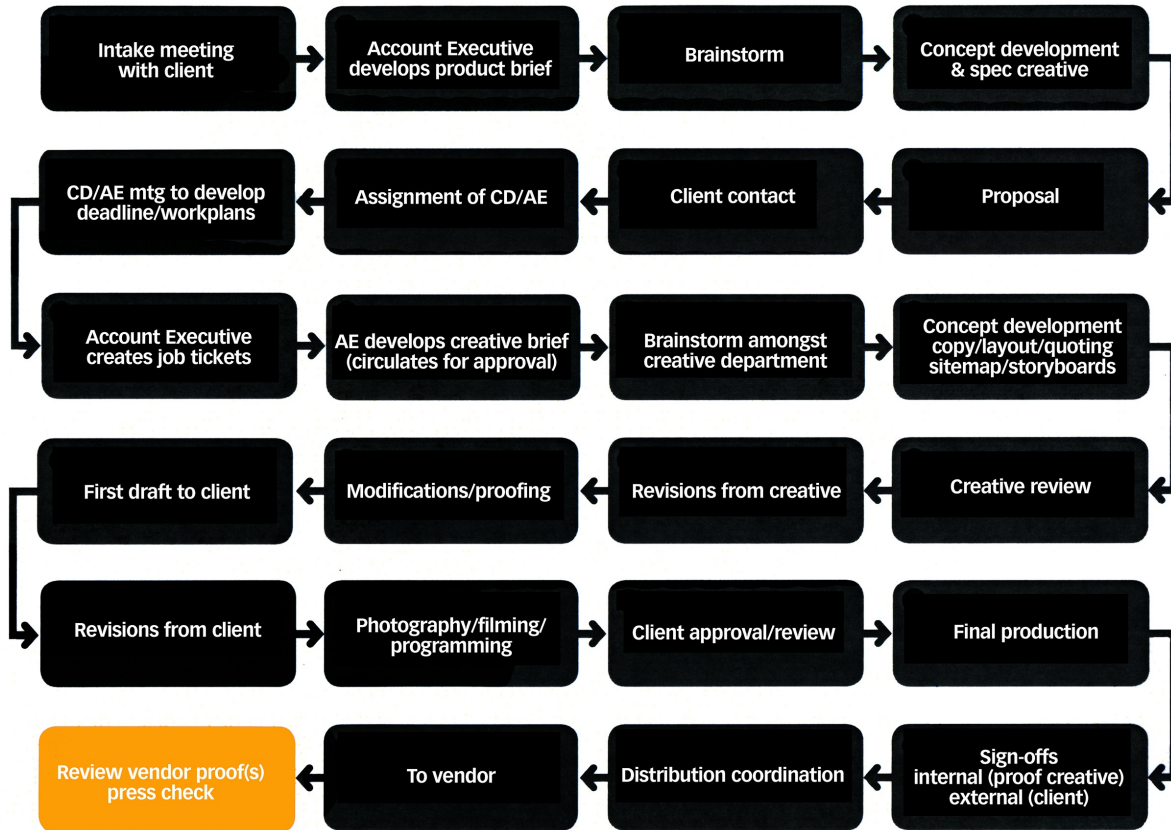 Intake meeting
with client
Account Executive
develops product brief
Brainstorm
Concept development
& spec creative
Proposal
Client contact
Assignment of CD/AE
CD/AE mtg to develop
deadline/workplans
Account Executive
creates job tickets
AE develops creative brief
(circulates for approval)
Brainstorm amongst
creative department
Concept development
copy/layout/quoting
sitemap/storyboards
Creative review
Revisions from creative
Modifications/proofing
First draft to client
Revisions from client
Photography/filming/
programming
Client approval/review
Final production
Sign-offs
internal (proof creative)
external (client)
Distribution coordination
To vendor
Review vendor proof(s)
press check